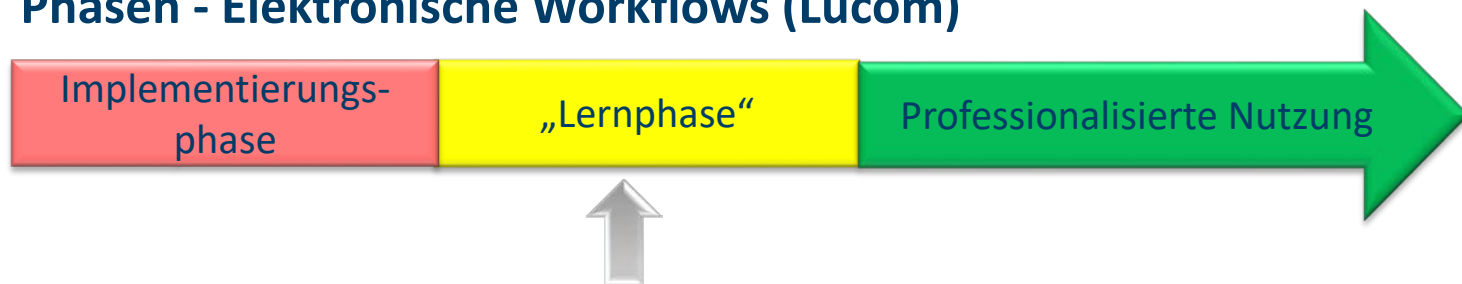 Phasen - Elektronische Workflows (Lucom)
Implementierungs-
phase
„Lernphase“
Professionalisierte Nutzung